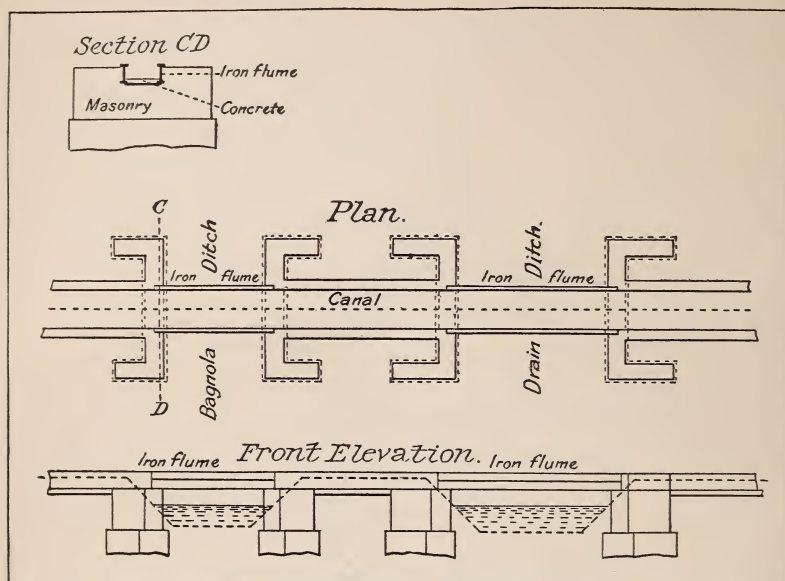 Section CD
Iron flume
Masonry
Concrete
Plan.
C
Ditch
Ditch.
Iron flume
Iron flume
Canal
D
Bagnola
Drain
Front Elevation.
Iron flume
Iron flume